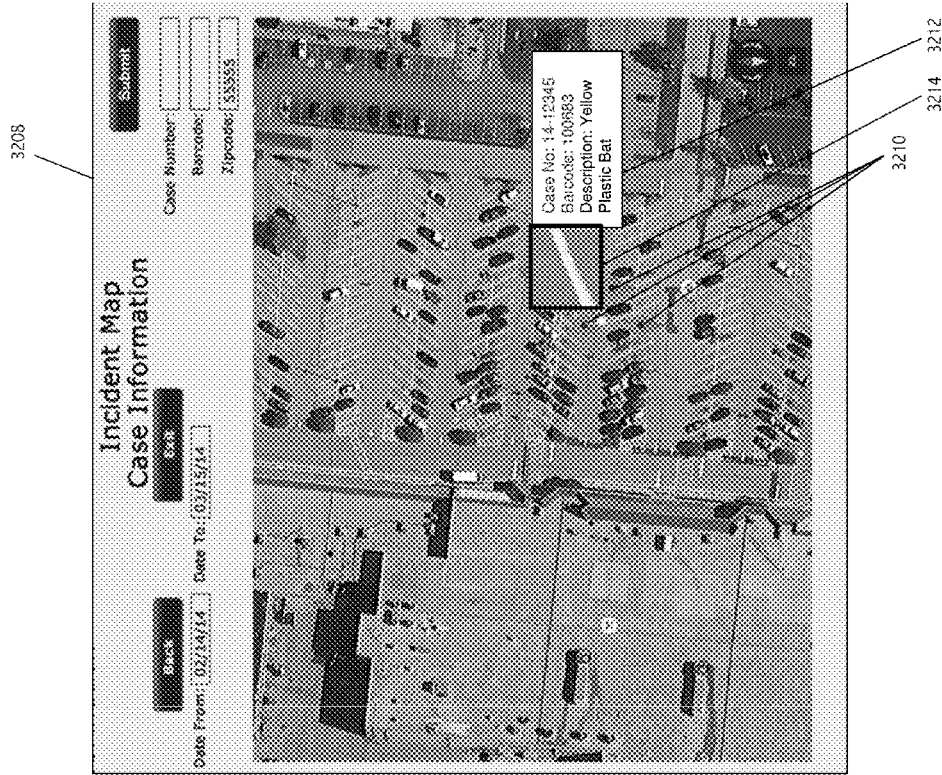 3208
Incident Map
Case Information
Back
Exit
Submit
Date From: 02/14/14
Date To: 03/15/14
Case Number:
Barcode:
Zipcode: 55555
Case No: 14-12345
Barcode: 100683
Description: Yellow
Plastic Bat
3212
3214
3210